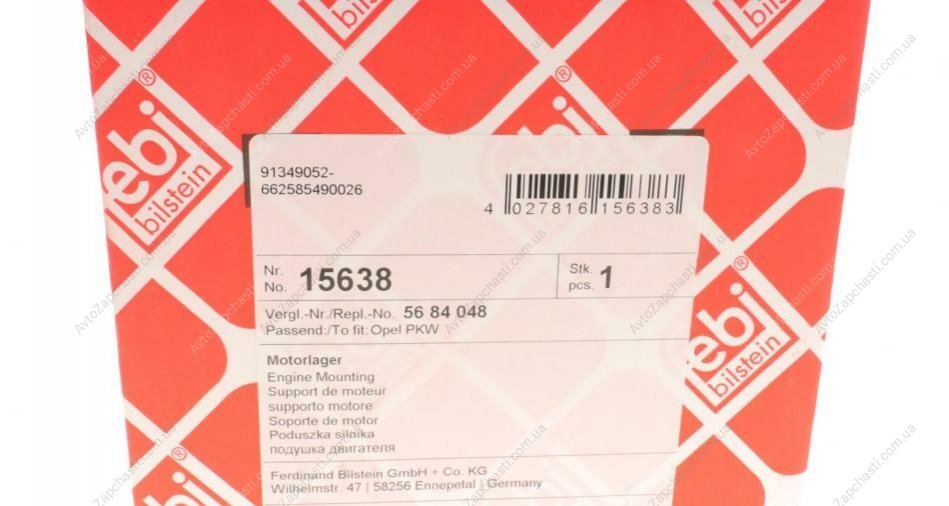 febi®
bilstein
91349052-
662585490026
4 027816 156383
Nr.
No. 15638
Stk.
pcs. 1
Vergl.-Nr./Repl.-No. 56 84 048
Passend:/To fit: Opel PKW
Motorlager
Engine Mounting
Support de moteur
supporto motore
Soporte de motor
Poduszka silnika
подушка двигателя
Ferdinand Bilstein GmbH + Co. KG
Wilhelmstr. 47 | 58256 Ennepetal | Germany
febi
bilstein
AvtoZapchasti.com.ua